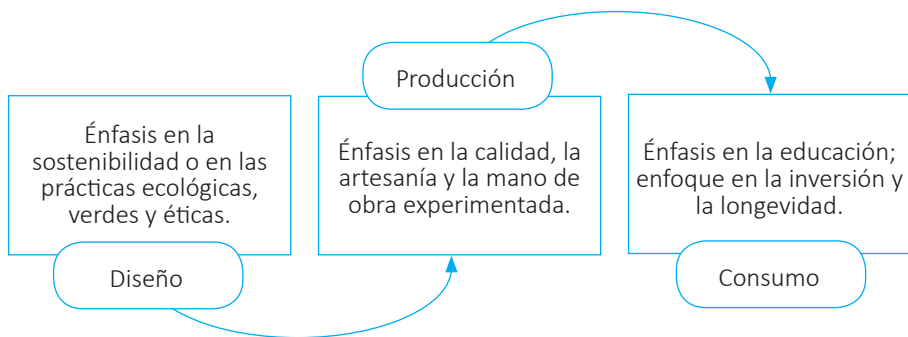 Énfasis en la
sostenibilidad o en las
prácticas ecológicas,
verdes y éticas.
Diseño
Producción
Énfasis en la calidad, la
artesanía y la mano de
obra experimentada.
Énfasis en la educación;
enfoque en la inversión y
la longevidad.
Consumo